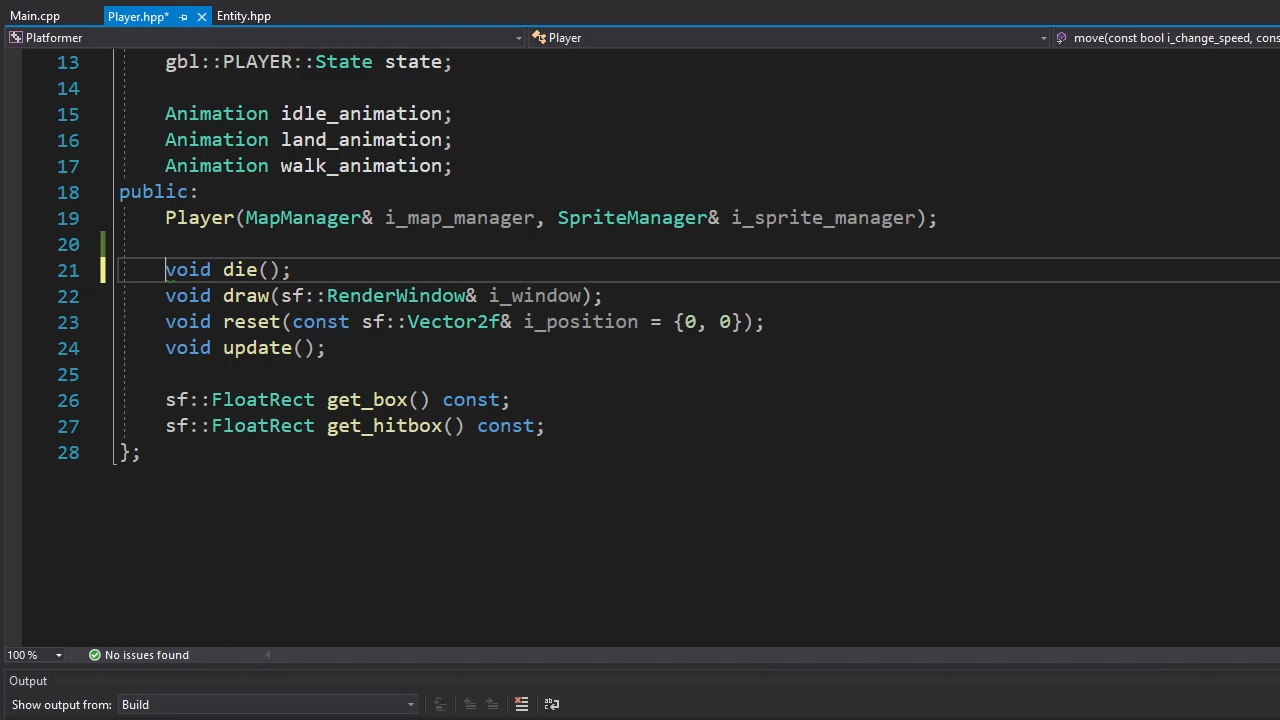 Main.cpp Player.hpp* Entity.hpp
Platformer Player move(const bool i_change_speed, cons
13 gbl::PLAYER::State state;
14
15 Animation idle_animation;
16 Animation land_animation;
17 Animation walk_animation;
18 public:
19 Player(MapManager& i_map_manager, SpriteManager& i_sprite_manager);
20
21 void die();
22 void draw(sf::RenderWindow& i_window);
23 void reset(const sf::Vector2f& i_position = {0, 0});
24 void update();
25
26 sf::FloatRect get_box() const;
27 sf::FloatRect get_hitbox() const;
28 };
100 % No issues found
Output
Show output from: Build